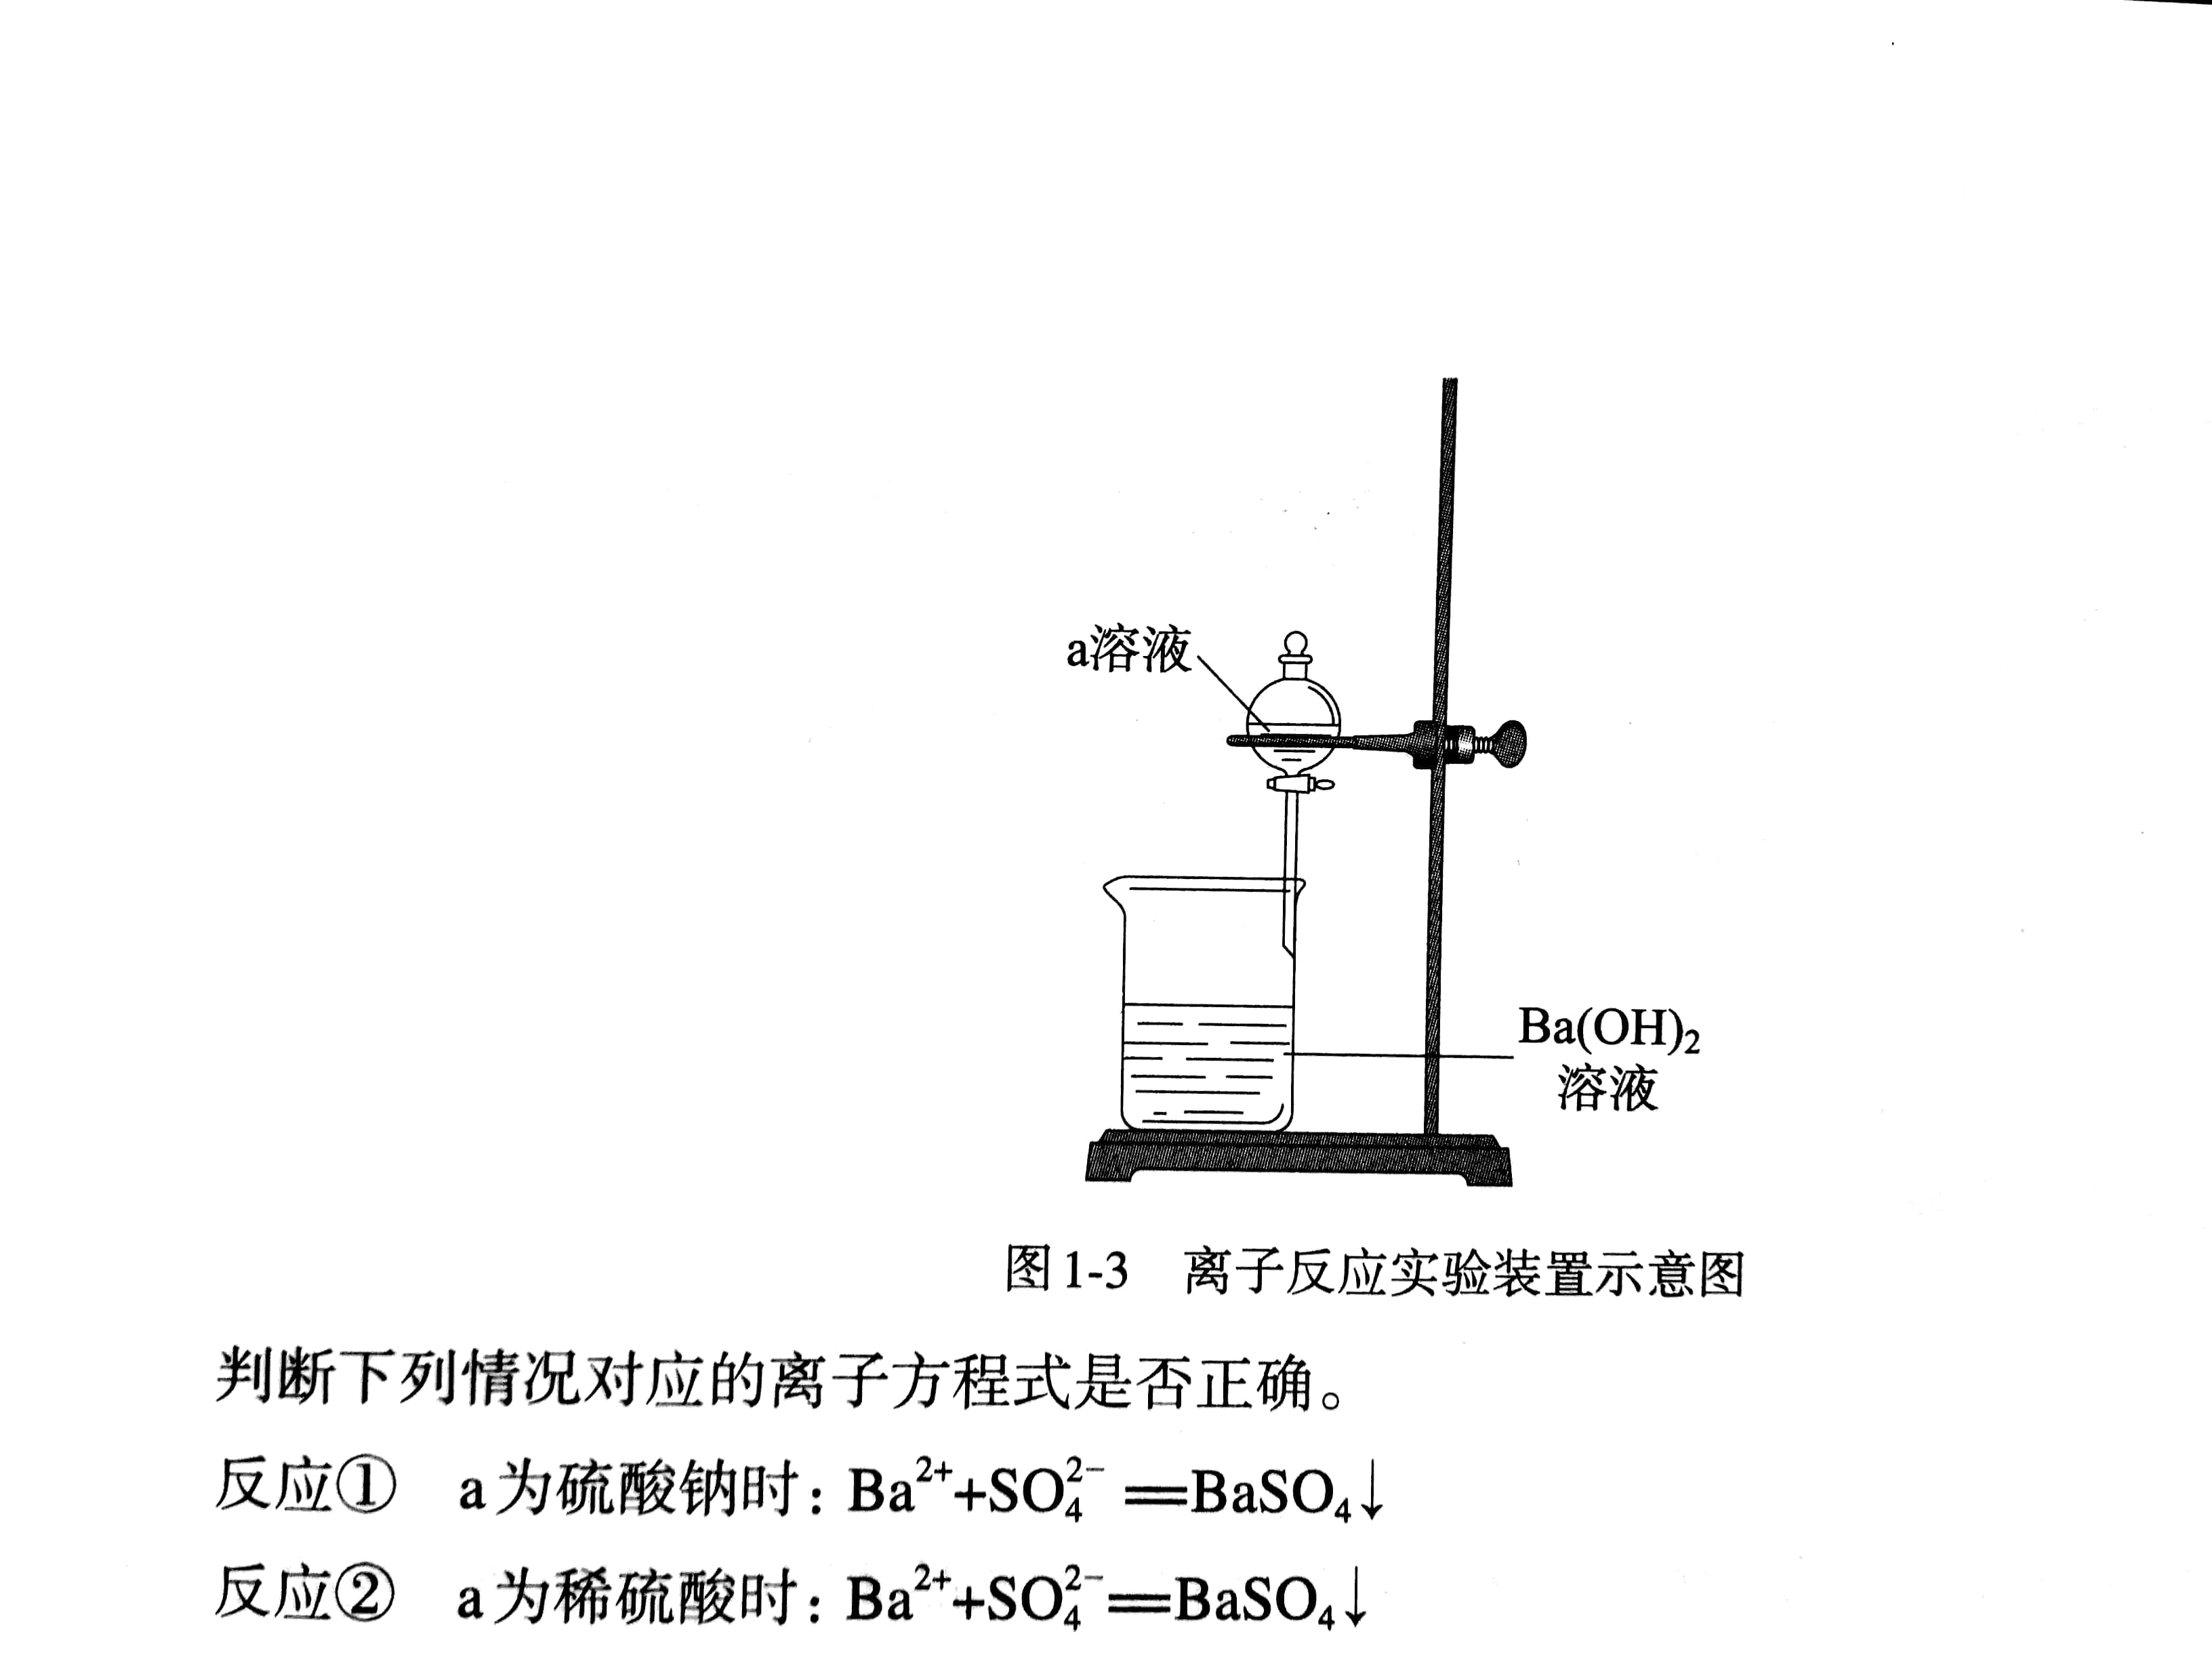 a溶液
Ba(OH)₂
溶液
图1-3 离子反应实验装置示意图
判断下列情况对应的离子方程式是否正确。
反应① a为硫酸钠时：Ba²⁺+SO₄²⁻==BaSO₄↓
反应② a为稀硫酸时：Ba²⁺+SO₄²⁻==BaSO₄↓